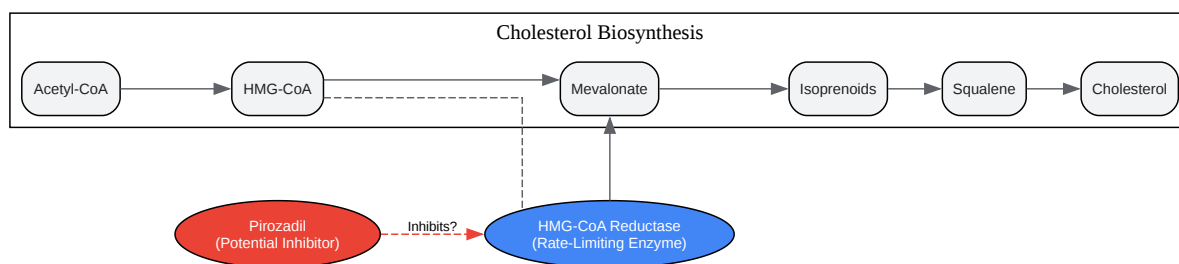 Cholesterol Biosynthesis
Acetyl-CoA
HMG-CoA
Mevalonate
Isoprenoids
Squalene
Cholesterol
Pirozadil
(Potential Inhibitor)
Inhibits?
HMG-CoA Reductase
(Rate-Limiting Enzyme)